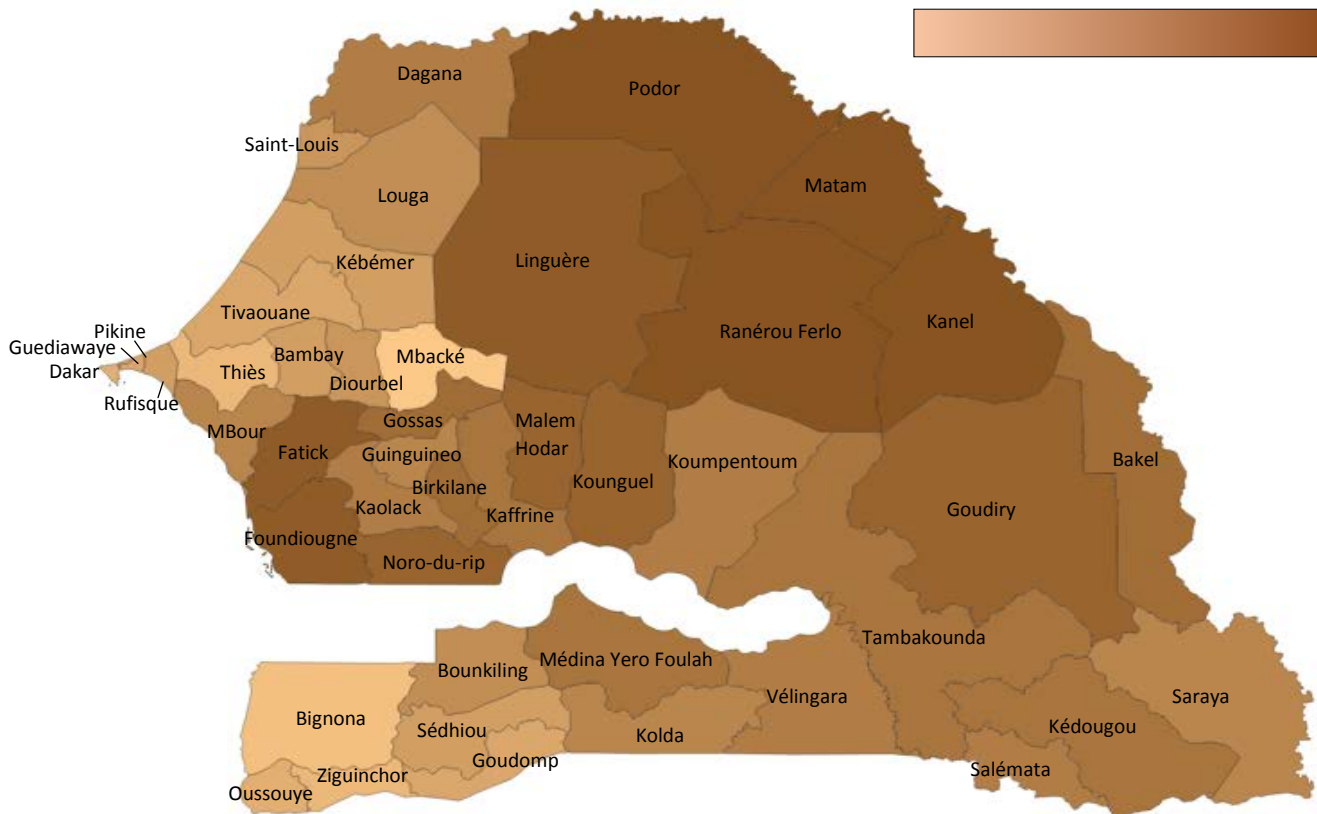 Dagana
Podor
Saint-Louis
Matam
Louga
Kébémer
Linguère
Tivaouane
Ranérou Ferlo
Kanel
Pikine
Guediawaye
Dakar
Bambay
Mbacké
Thiès
Diourbel
Rufisque
MBour
Gossas
Malem
Hodar
Fatick
Guinguineo
Koumpentoum
Bakel
Birkilane
Kounguel
Kaolack
Kaffrine
Goudiry
Foundiougne
Noro-du-rip
Tambakounda
Médina Yero Foulah
Bounkiling
Vélingara
Saraya
Bignona
Sédhiou
Kolda
Kédougou
Goudomp
Salémata
Ziguinchor
Oussouye